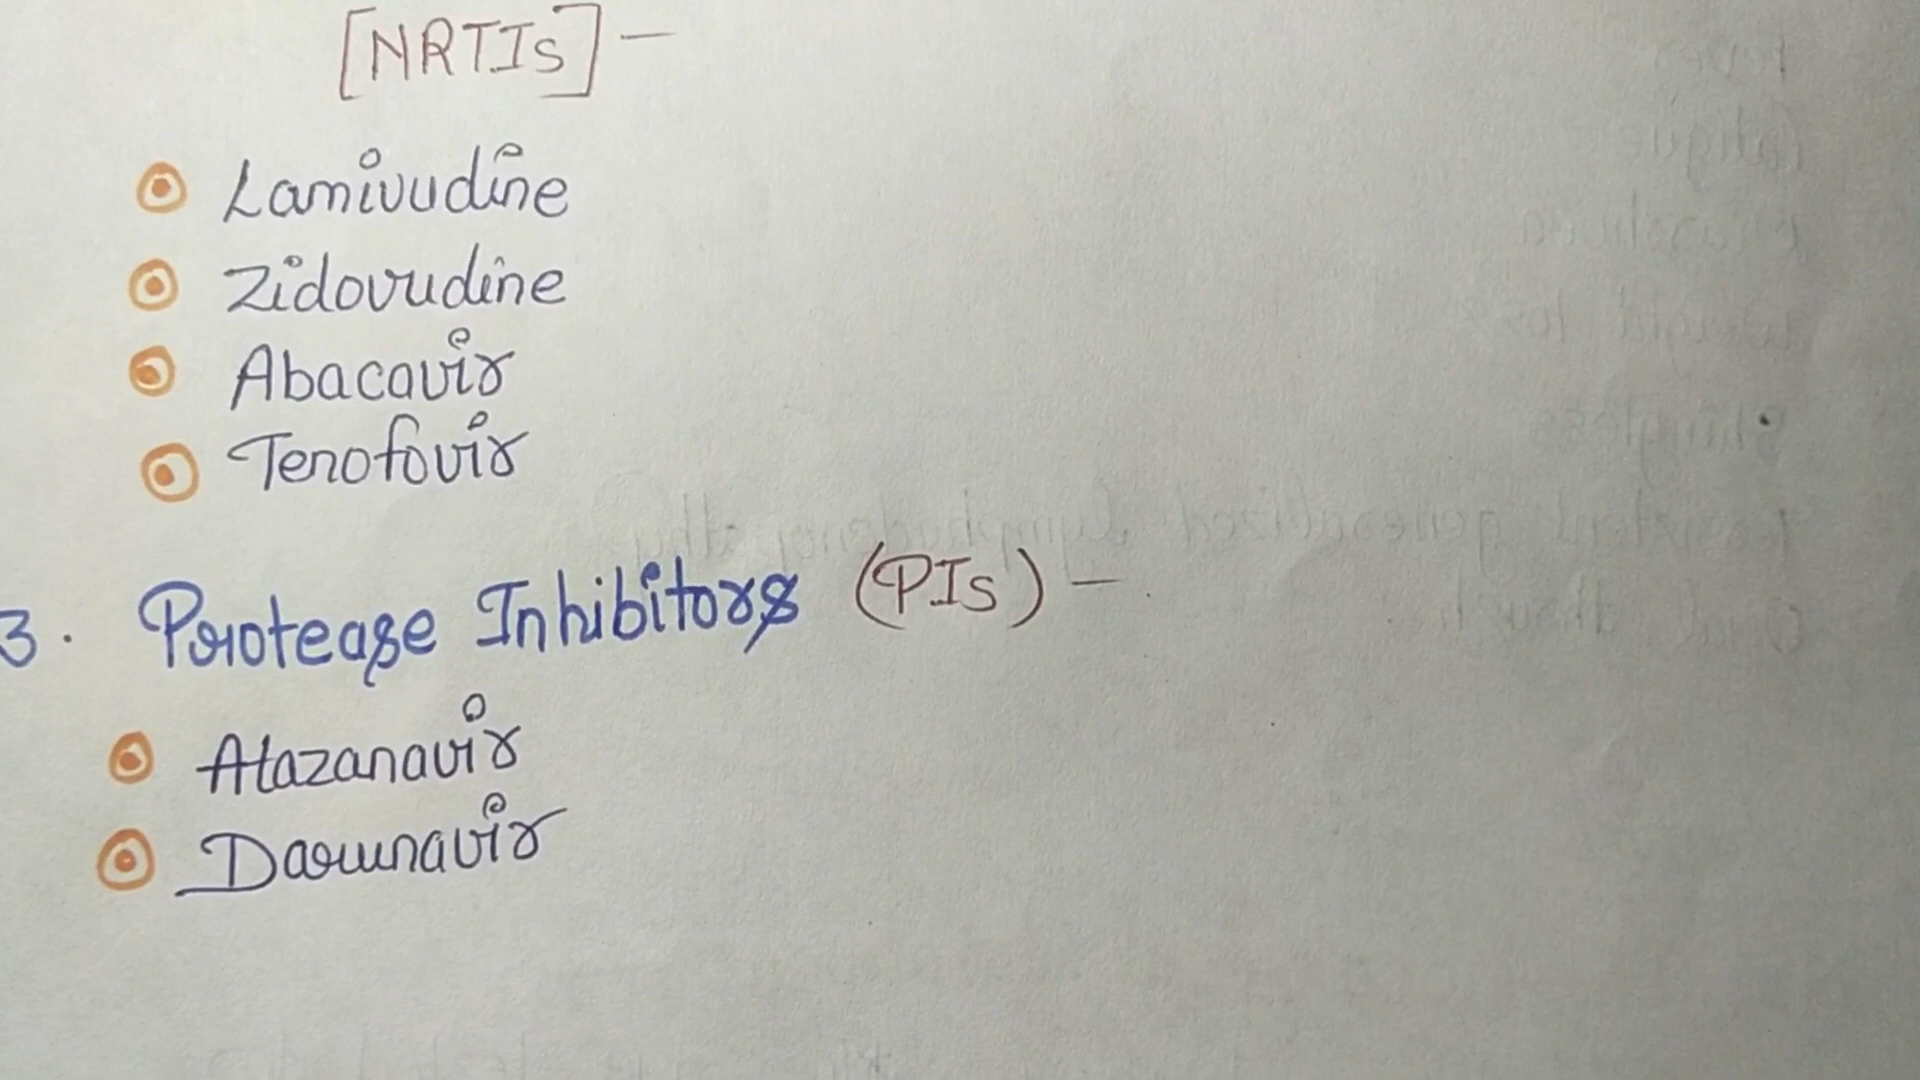 [NRTIs] -
Lamivudine
Zidovudine
Abacavir
Tenofovir
3. Protease Inhibitors (PIs) -
Atazanavir
Darunavir